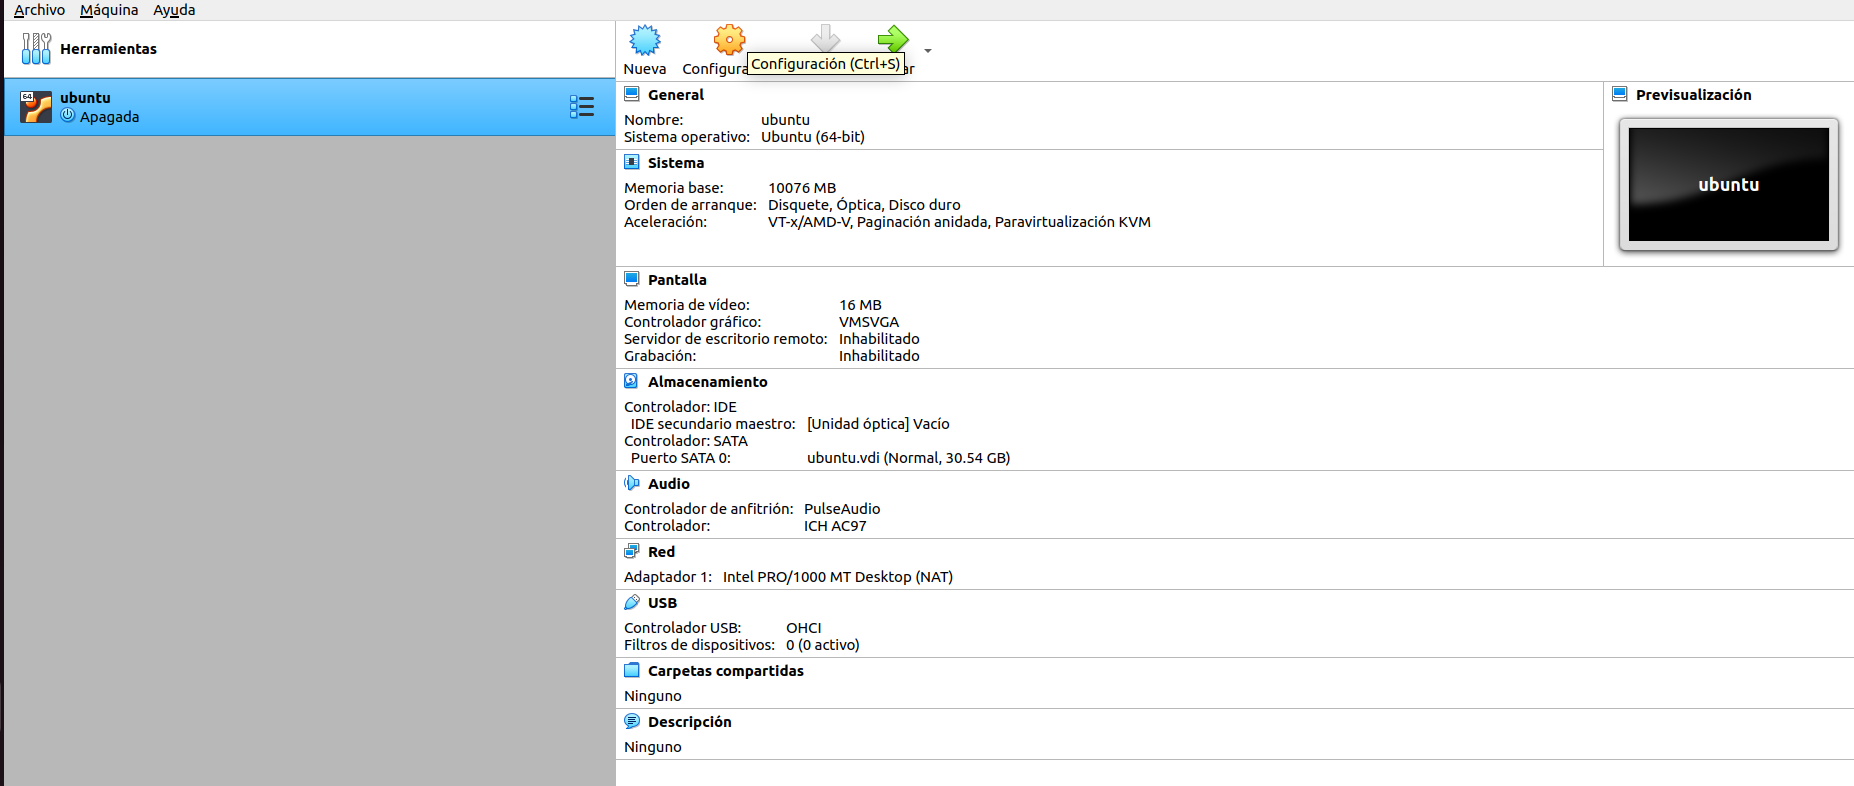 Archivo Máquina Ayuda
Herramientas
64
ubuntu
Apagada
Nueva
Configuración (Ctrl+S)
General
Nombre: ubuntu
Sistema operativo: Ubuntu (64-bit)
Sistema
Memoria base: 10076 MB
Orden de arranque: Disquete, Óptica, Disco duro
Aceleración: VT-x/AMD-V, Paginación anidada, Paravirtualización KVM
Previsualización
ubuntu
Pantalla
Memoria de vídeo: 16 MB
Controlador gráfico: VMSVGA
Servidor de escritorio remoto: Inhabilitado
Grabación: Inhabilitado
Almacenamiento
Controlador: IDE
IDE secundario maestro: [Unidad óptica] Vacío
Controlador: SATA
Puerto SATA 0: ubuntu.vdi (Normal, 30.54 GB)
Audio
Controlador de anfitrión: PulseAudio
Controlador: ICH AC97
Red
Adaptador 1: Intel PRO/1000 MT Desktop (NAT)
USB
Controlador USB: OHCI
Filtros de dispositivos: 0 (0 activo)
Carpetas compartidas
Ninguno
Descripción
Ninguno